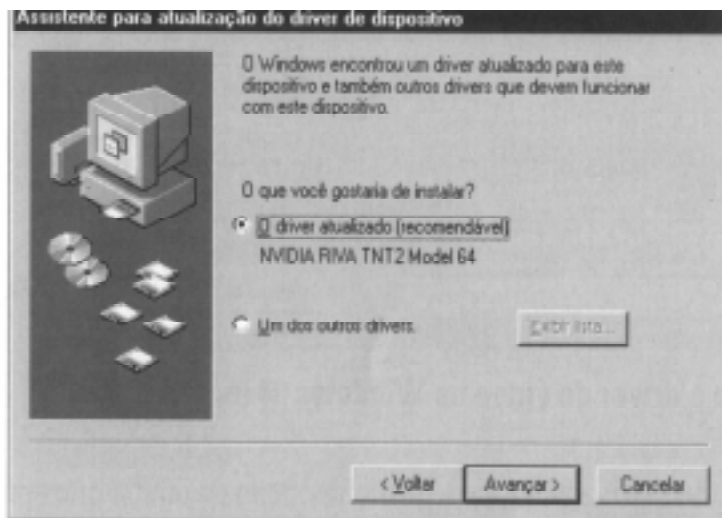 Assistente para atualização do driver de dispositivo
O Windows encontrou um driver atualizado para este
dispositivo e também outros drivers que devem funcionar
com este dispositivo.
O que você gostaria de instalar?
O driver atualizado (recomendável)
NVIDIA RIVA TNT2 Model 64
Um dos outros drivers.
Exibir lista...
< Voltar
Avançar >
Cancelar